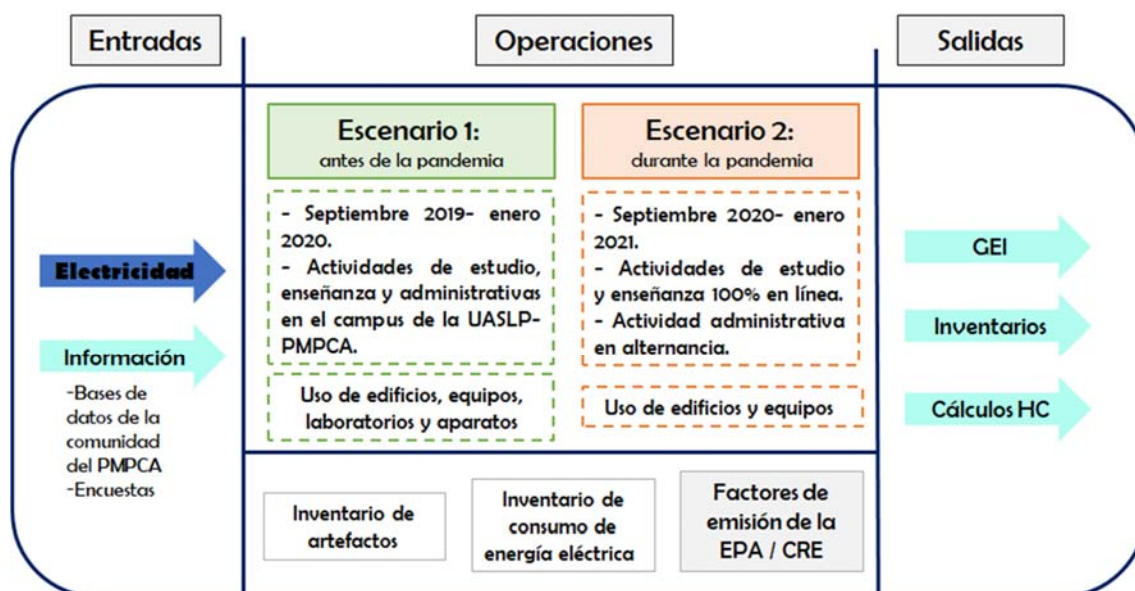 Entradas
Operaciones
Salidas
Electricidad
Información
-Bases de
datos de la
comunidad
del PMPCA
-Encuestas
Escenario 1:
antes de la pandemia
- Septiembre 2019- enero
2020.
- Actividades de estudio,
enseñanza y administrativas
en el campus de la UASLP-
PMPCA.
Uso de edificios, equipos,
laboratorios y aparatos
Escenario 2:
durante la pandemia
- Septiembre 2020- enero
2021.
- Actividades de estudio
y enseñanza 100% en línea.
- Actividad administrativa
en alternancia.
Uso de edificios y equipos
Inventario de
artefactos
Inventario de
consumo de
energía eléctrica
Factores de
emisión de la
EPA / CRE
GEI
Inventarios
Cálculos HC